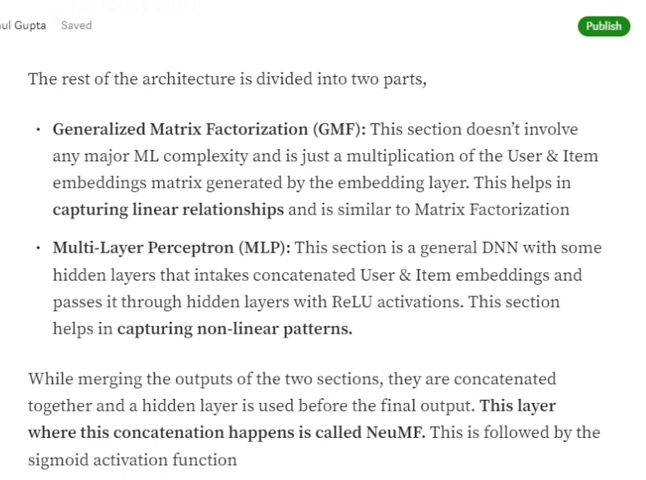 Gupta Saved Publish
The rest of the architecture is divided into two parts,
• Generalized Matrix Factorization (GMF): This section doesn’t involve
any major ML complexity and is just a multiplication of the User & Item
embeddings matrix generated by the embedding layer. This helps in
capturing linear relationships and is similar to Matrix Factorization
• Multi-Layer Perceptron (MLP): This section is a general DNN with some
hidden layers that intakes concatenated User & Item embeddings and
passes it through hidden layers with ReLU activations. This section
helps in capturing non-linear patterns.
While merging the outputs of the two sections, they are concatenated
together and a hidden layer is used before the final output. This layer
where this concatenation happens is called NeuMF. This is followed by the
sigmoid activation function